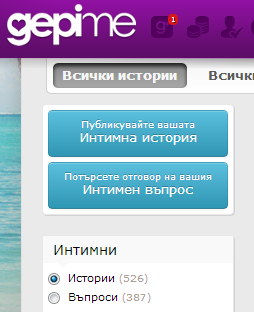 gepime
g 1
Всички истории Всичкı
Публикувайте вашата
Интимна история
Потърсете отговор на вашия
Интимен въпрос
Интимни
Истории (526)
Въпроси (387)